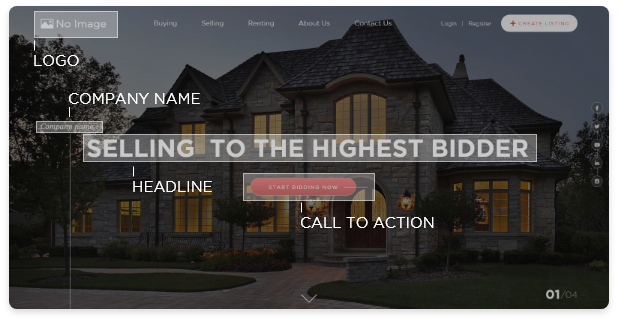 No Image
Buying Selling Renting About Us Contact Us
Login | Register
+ CREATE LISTING
LOGO
COMPANY NAME
Company name
SELLING TO THE HIGHEST BIDDER
HEADLINE
START BIDDING NOW
CALL TO ACTION
01/04